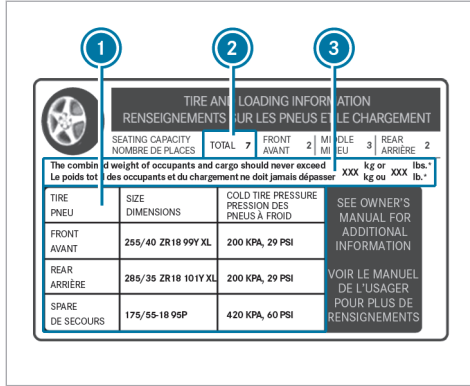 1 2 3
TIRE AND LOADING INFORMATION
RENSEIGNEMENTS SUR LES PNEUS ET LE CHARGEMENT
SEATING CAPACITY TOTAL 7 FRONT 2 MIDDLE 3 REAR 2
NOMBRE DE PLACES AVANT MILIEU ARRIÈRE
The combined weight of occupants and cargo should never exceed XXX kg or XXX lbs.*
Le poids total des occupants et du chargement ne doit jamais dépasser kg ou lb.*
TIRE SIZE COLD TIRE PRESSURE
PNEU DIMENSIONS PRESSION DES
PNEUS À FROID
FRONT
AVANT 255/40 ZR18 99Y XL 200 KPA, 29 PSI
REAR
ARRIÈRE 285/35 ZR18 101Y XL 200 KPA, 29 PSI
SPARE
DE SECOURS 175/55-18 95P 420 KPA, 60 PSI
SEE OWNER'S
MANUAL FOR
ADDITIONAL
INFORMATION
VOIR LE MANUEL
DE L'USAGER
POUR PLUS DE
RENSIGNEMENTS